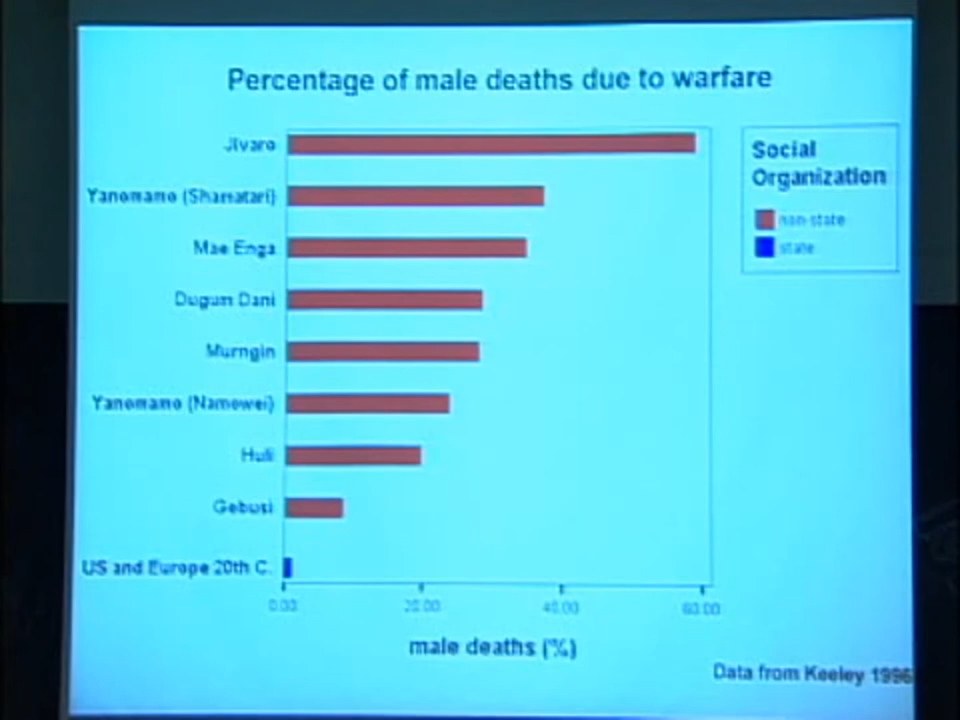 Percentage of male deaths due to warfare
Jivaro
Yanomamo (Shamatari)
Mae Enga
Dugum Dani
Murngin
Yanomamo (Namowei)
Huli
Gebusi
US and Europe 20th C.
0.00 20.00 40.00 60.00
male deaths (%)
Social
Organization
non-state
state
Data from Keeley 1996